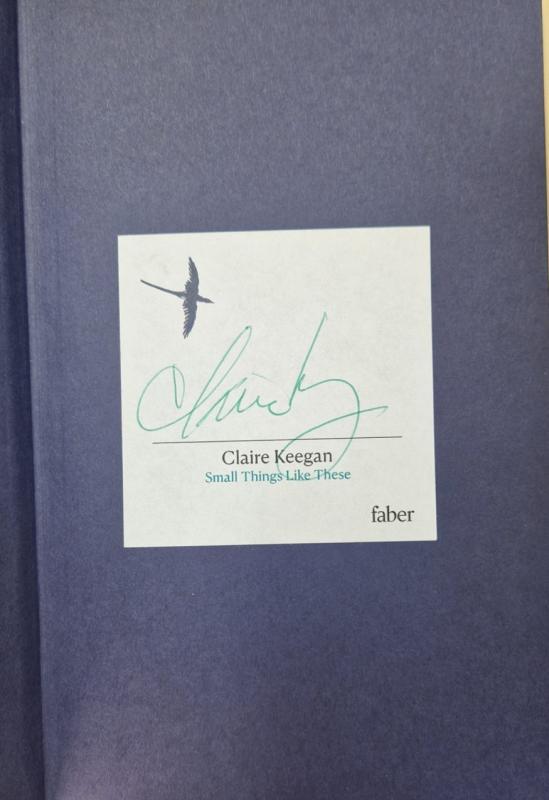 Claire Keegan
Small Things Like These
faber